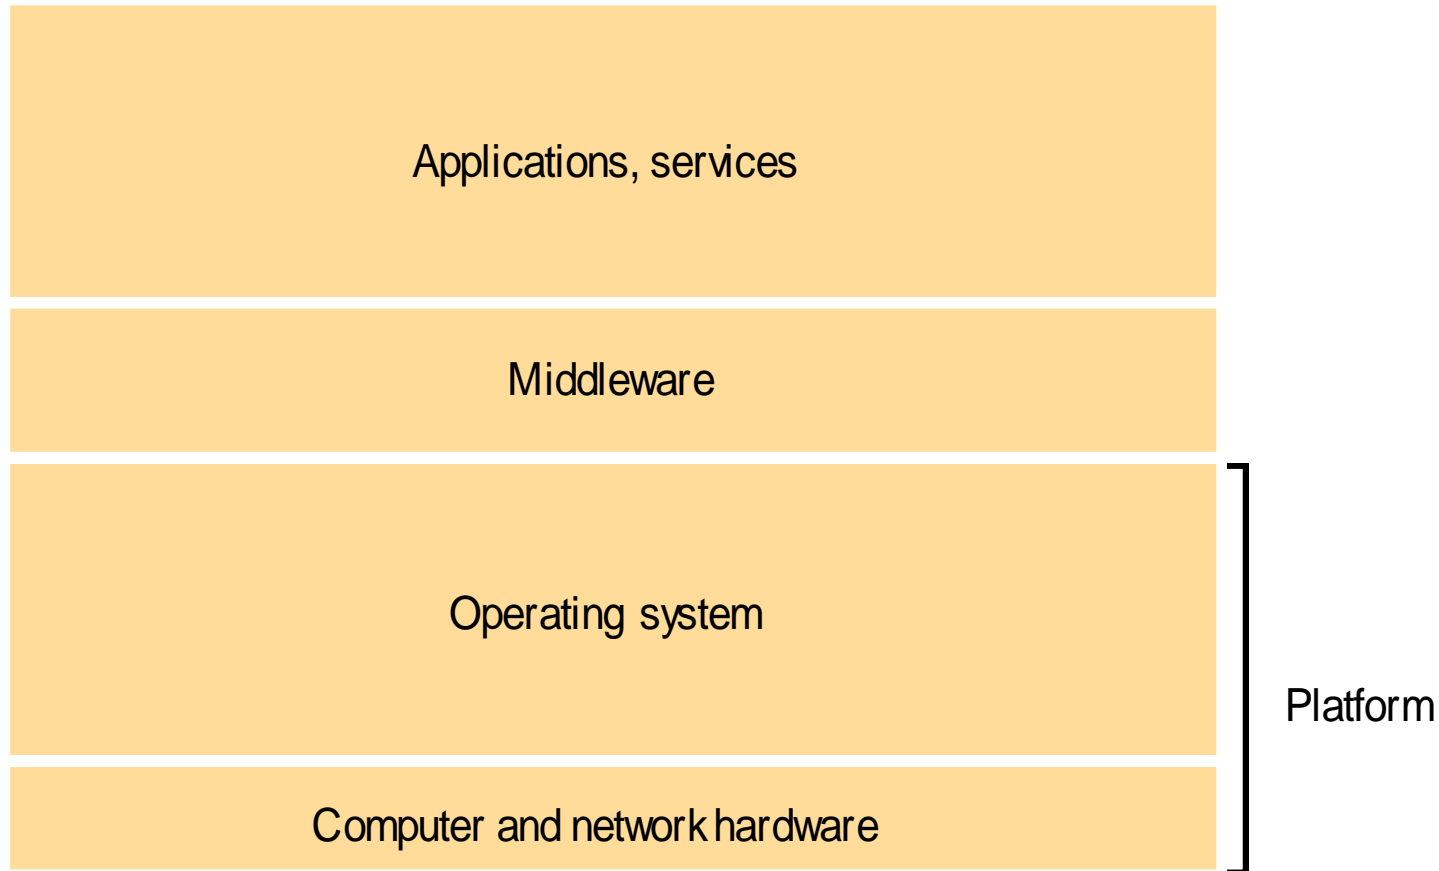 Applications, services
Middleware
Operating system
Platform
Computer and network hardware